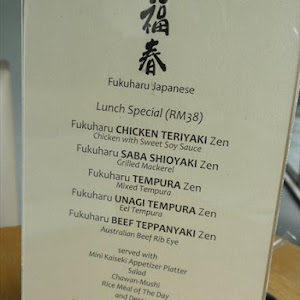 福春
Fukuharu Japanese
Lunch Special (RM38)
Fukuharu CHICKEN TERIYAKI Zen
Chicken with Sweet Soy Sauce
Fukuharu SABA SHIOYAKI Zen
Grilled Mackerel
Fukuharu TEMPURA Zen
Mixed Tempura
Fukuharu UNAGI TEMPURA Zen
Eel Tempura
Fukuharu BEEF TEPPANYAKI Zen
Australian Beef Rib Eye
served with
Mini Kaiseki Appetizer Platter
Salad
Chawan-Mushi
Rice Meal of The Day
and